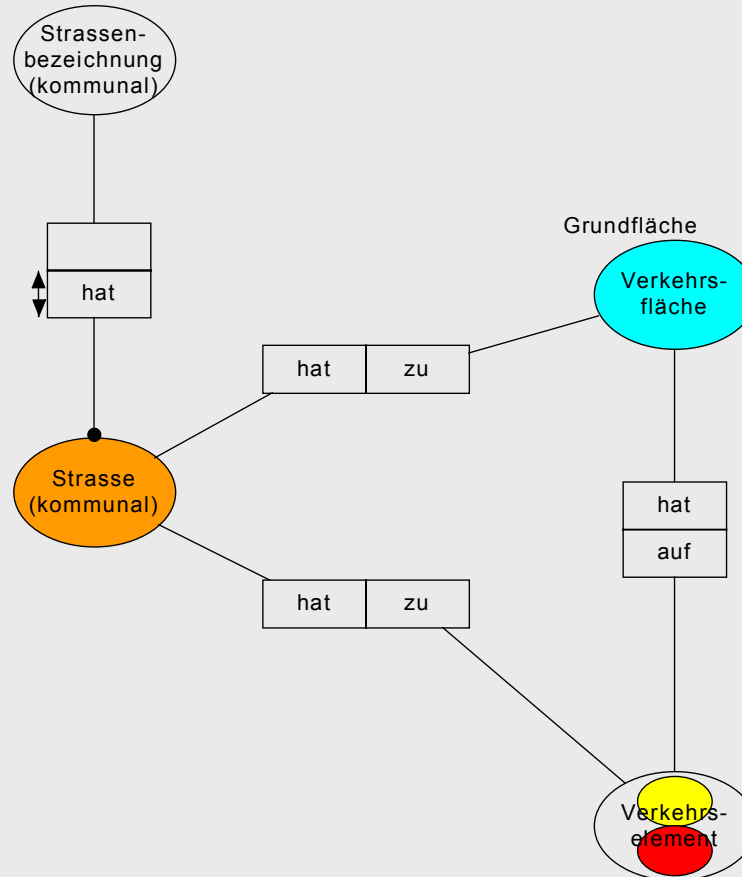 Strassen-
bezeichnung
(kommunal)
hat
Grundfläche
Verkehrs-
fläche
hat zu
Strasse
(kommunal)
hat
auf
hat zu
Verkehrs-
element